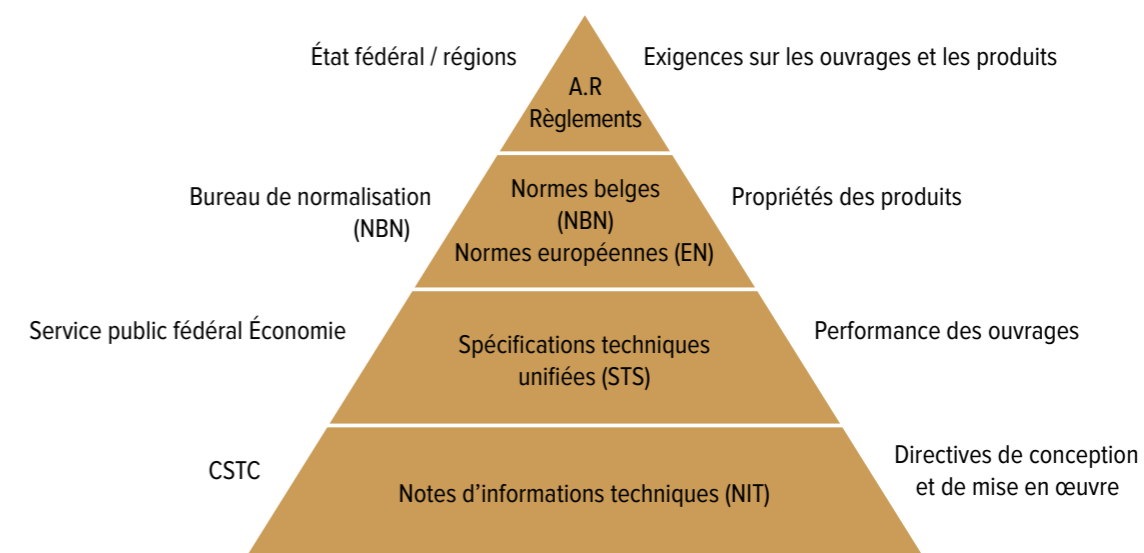 État fédéral / régions
A.R
Règlements
Exigences sur les ouvrages et les produits
Bureau de normalisation
(NBN)
Normes belges
(NBN)
Normes européennes (EN)
Propriétés des produits
Service public fédéral Économie
Spécifications techniques
unifiées (STS)
Performance des ouvrages
CSTC
Notes d’informations techniques (NIT)
Directives de conception
et de mise en œuvre